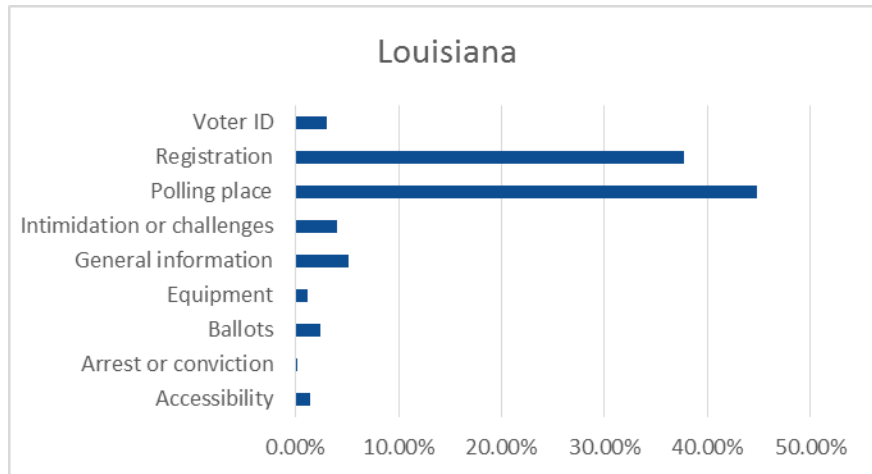 Louisiana
Voter ID
Registration
Polling place
Intimidation or challenges
General information
Equipment
Ballots
Arrest or conviction
Accessibility
0.00% 10.00% 20.00% 30.00% 40.00% 50.00%